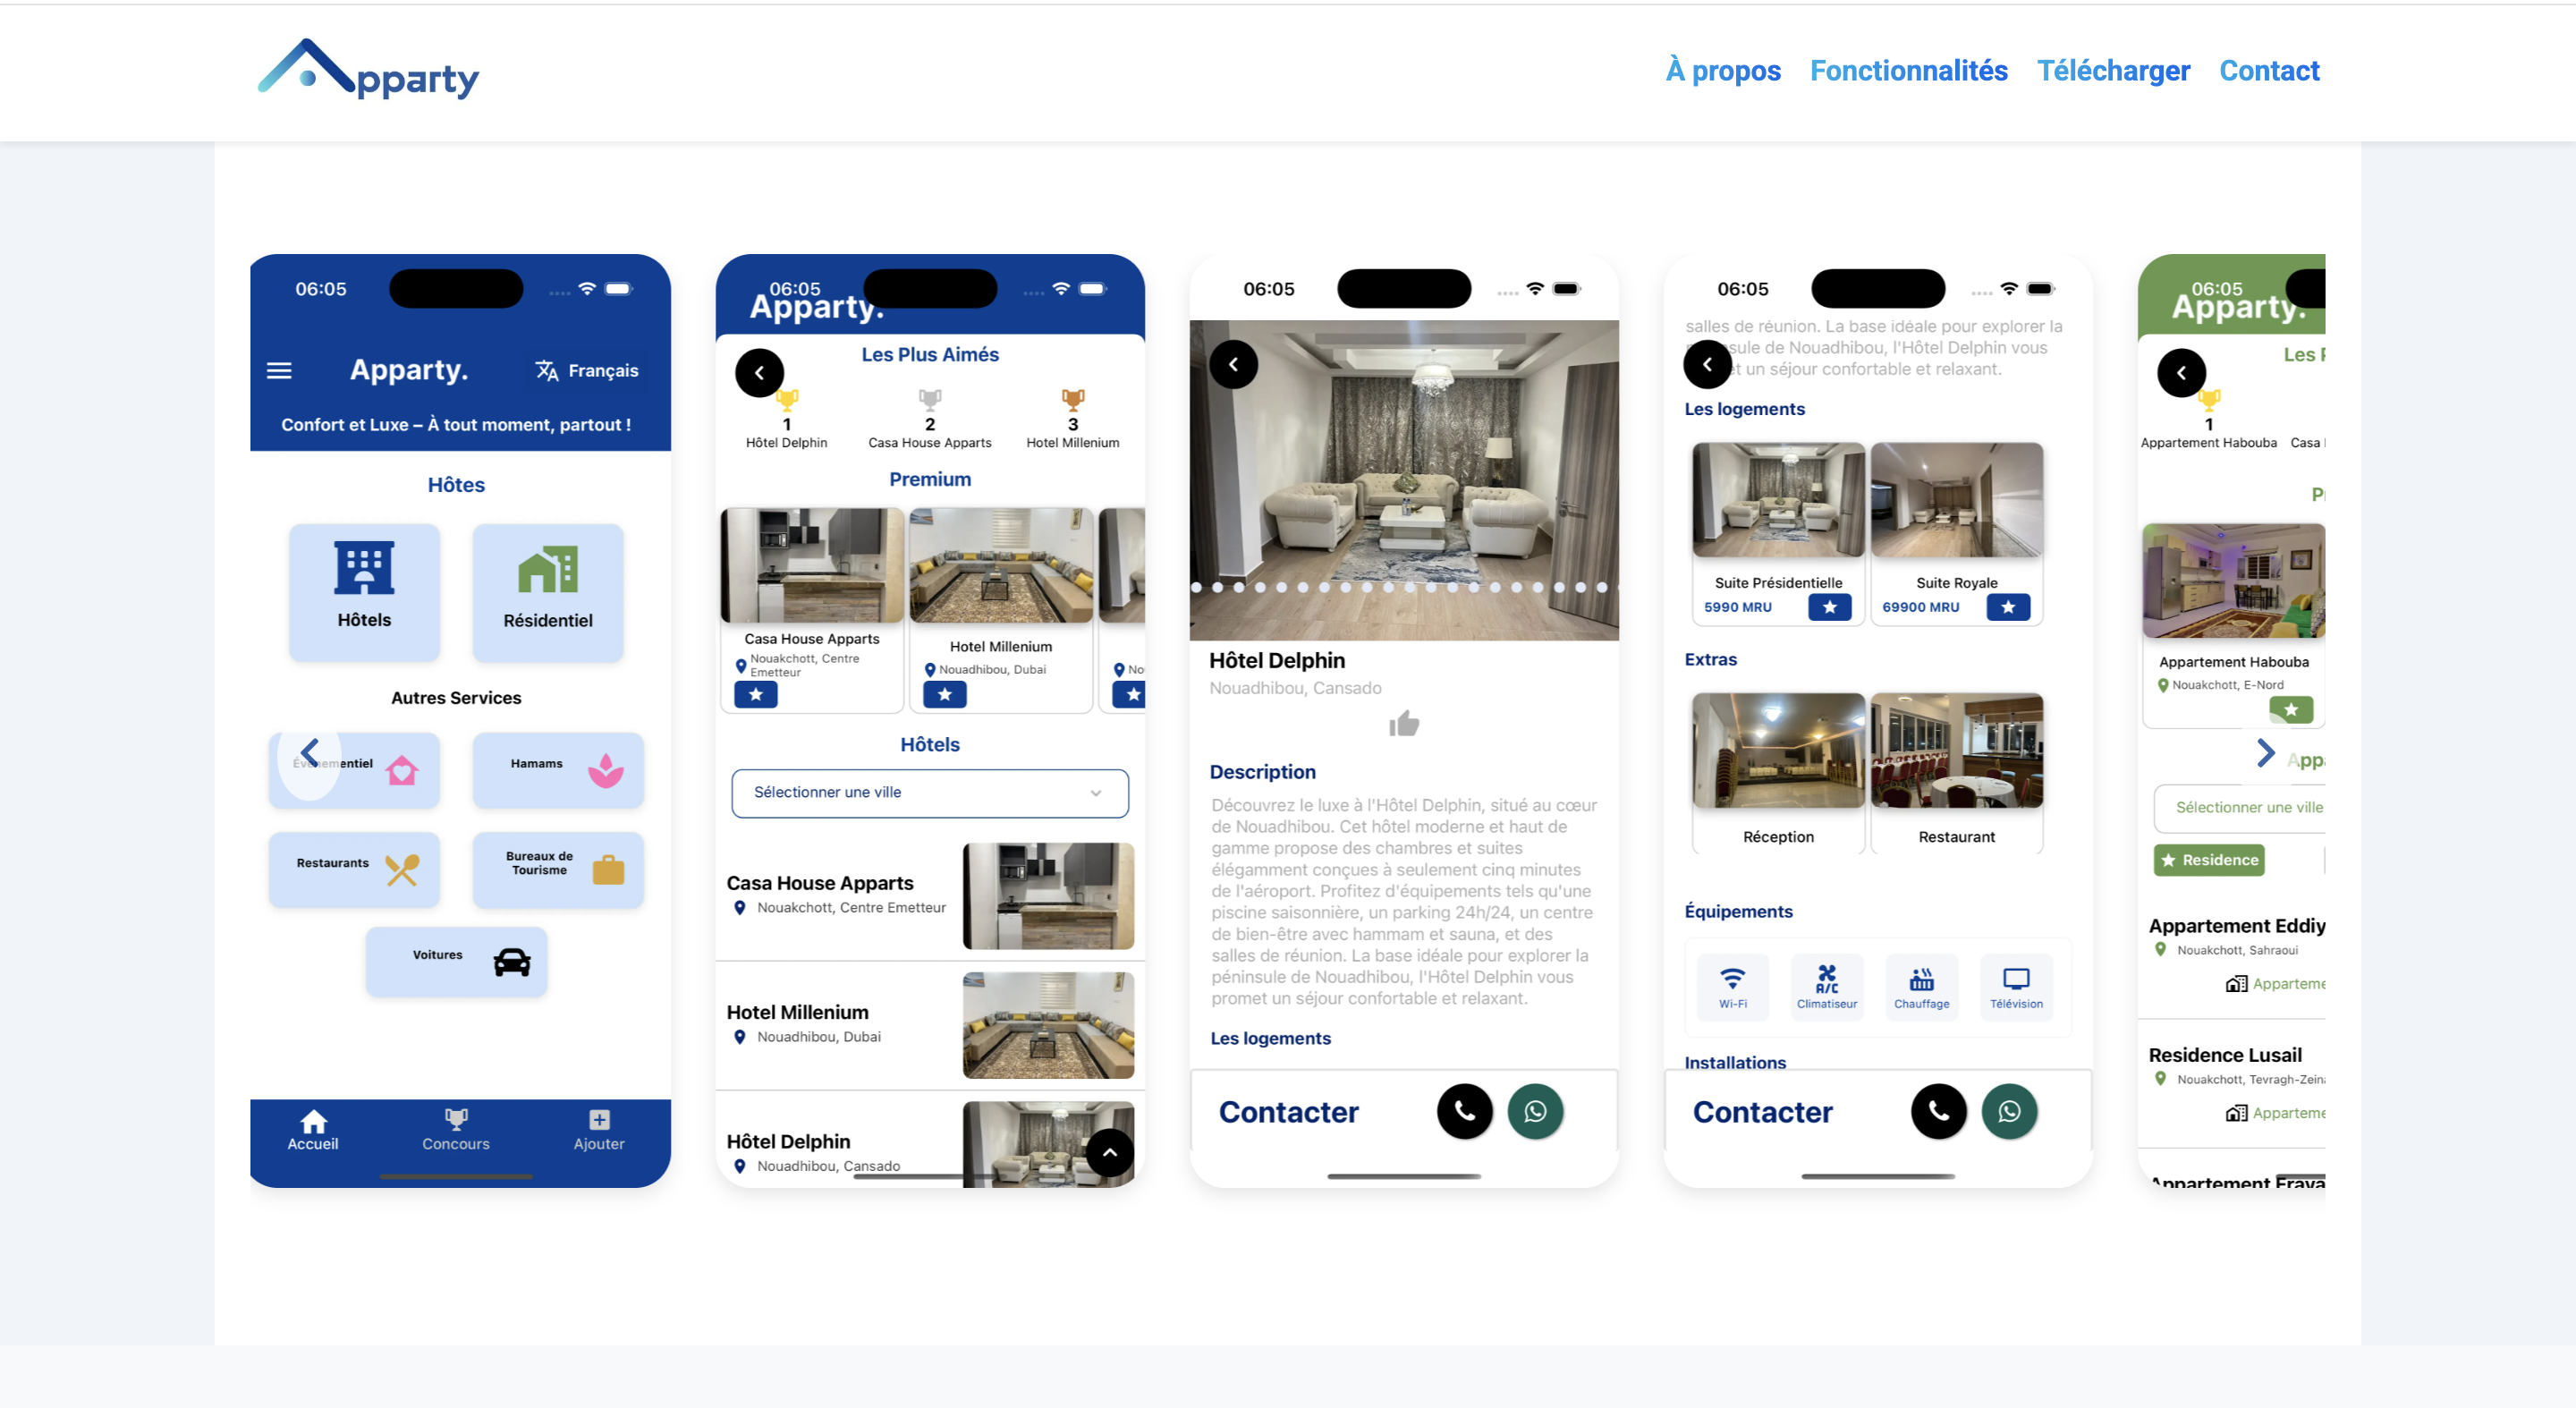 Apparty
À propos
Fonctionnalités
Télécharger
Contact
06:05
Apparty.
Français
Confort et Luxe – À tout moment, partout !
Hôtes
Hôtels
Résidentiel
Autres Services
Événementiel
Hamams
Restaurants
Bureaux de
Tourisme
Voitures
Accueil
Concours
Ajouter
06:05
Apparty.
Les Plus Aimés
1
Hôtel Delphin
2
Casa House Apparts
3
Hotel Millenium
Premium
Casa House Apparts
Nouakchott, Centre
Emetteur
Hotel Millenium
Nouadhibou, Dubai
No
Hôtels
Sélectionner une ville
Casa House Apparts
Nouakchott, Centre Emetteur
Hotel Millenium
Nouadhibou, Dubai
Hôtel Delphin
Nouadhibou, Cansado
06:05
Hôtel Delphin
Nouadhibou, Cansado
Description
Découvrez le luxe à l'Hôtel Delphin, situé au cœur
de Nouadhibou. Cet hôtel moderne et haut de
gamme propose des chambres et suites
élégamment conçues à seulement cinq minutes
de l'aéroport. Profitez d'équipements tels qu'une
piscine saisonnière, un parking 24h/24, un centre
de bien-être avec hammam et sauna, et des
salles de réunion. La base idéale pour explorer la
péninsule de Nouadhibou, l'Hôtel Delphin vous
promet un séjour confortable et relaxant.
Les logements
Contacter
06:05
salles de réunion. La base idéale pour explorer la
sule de Nouadhibou, l'Hôtel Delphin vous
t un séjour confortable et relaxant.
Les logements
Suite Présidentielle
5990 MRU
Suite Royale
69900 MRU
Extras
Réception
Restaurant
Équipements
Wi-Fi
A/C
Climatiseur
Chauffage
Télévision
Installations
Contacter
06:05
Apparty.
Les
1
Appartement Habouba
Casa
Appartement Habouba
Nouakchott, E-Nord
App
Sélectionner une ville
Residence
Appartement Eddiy
Nouakchott, Sahraoui
Apparteme
Residence Lusail
Nouakchott, Tevragh-Zein
Apparteme
Appartement